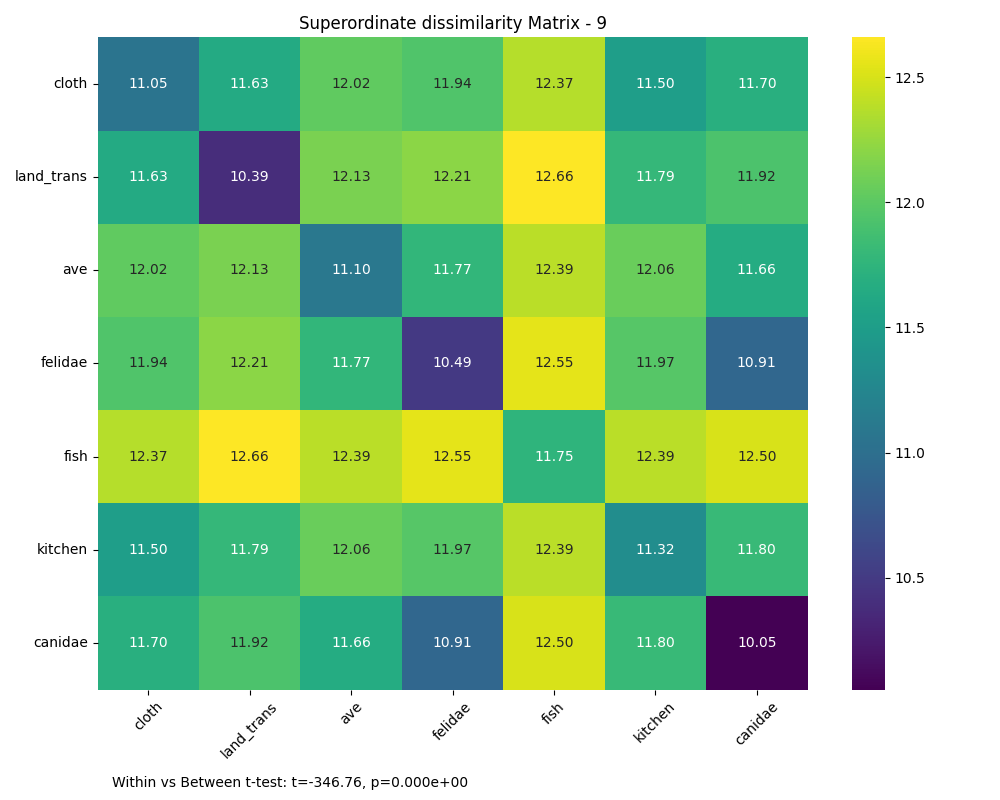 Superordinate dissimilarity Matrix - 9
cloth 11.05 11.63 12.02 11.94 12.37 11.50 11.70
land_trans 11.63 10.39 12.13 12.21 12.66 11.79 11.92
ave 12.02 12.13 11.10 11.77 12.39 12.06 11.66
felidae 11.94 12.21 11.77 10.49 12.55 11.97 10.91
fish 12.37 12.66 12.39 12.55 11.75 12.39 12.50
kitchen 11.50 11.79 12.06 11.97 12.39 11.32 11.80
canidae 11.70 11.92 11.66 10.91 12.50 11.80 10.05
cloth land_trans ave felidae fish kitchen canidae
12.5
12.0
11.5
11.0
10.5
Within vs Between t-test: t=-346.76, p=0.000e+00